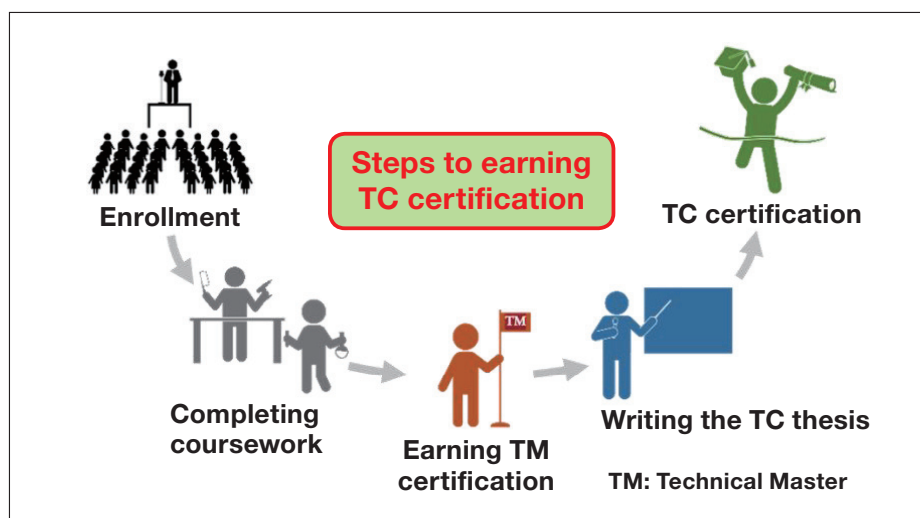 Steps to earning
TC certification
Enrollment
Completing
coursework
TM
Earning TM
certification
Writing the TC thesis
TC certification
TM: Technical Master